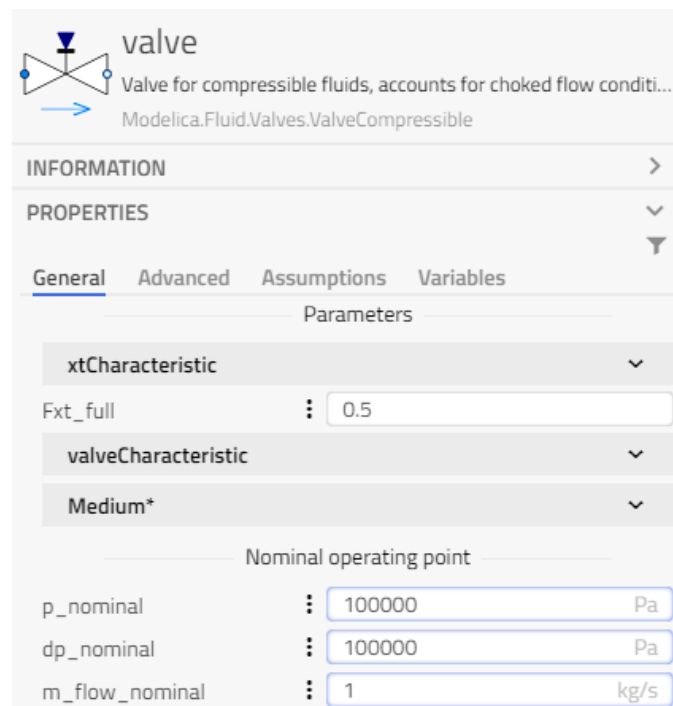 valve
Valve for compressible fluids, accounts for choked flow conditi...
Modelica.Fluid.Valves.ValveCompressible
INFORMATION
PROPERTIES
General Advanced Assumptions Variables
Parameters
xtCharacteristic
Fxt_full 0.5
valveCharacteristic
Medium*
Nominal operating point
p_nominal 100000 Pa
dp_nominal 100000 Pa
m_flow_nominal 1 kg/s